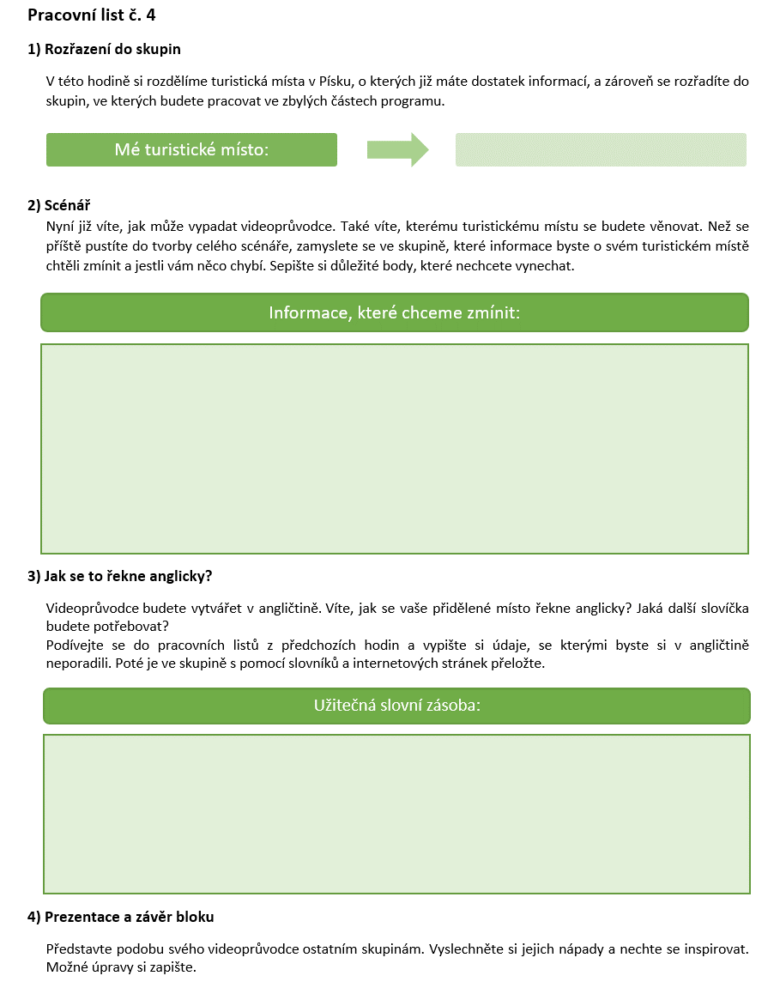 Pracovní list č. 4
1) Rozřazení do skupin
V této hodině si rozdělíme turistická místa v Písku, o kterých již máte dostatek informací, a zároveň se rozřadíte do
skupin, ve kterých budete pracovat ve zbylých částech programu.
Mé turistické místo:
2) Scénář
Nyní již víte, jak může vypadat videoprůvodce. Také víte, kterému turistickému místu se budete věnovat. Než se
příště pustíte do tvorby celého scénáře, zamyslete se ve skupině, které informace byste o svém turistickém místě
chtěli zmínit a jestli vám něco chybí. Sepište si důležité body, které nechcete vynechat.
Informace, které chceme zmínit:
3) Jak se to řekne anglicky?
Videoprůvodce budete vytvářet v angličtině. Víte, jak se vaše přidělené místo řekne anglicky? Jaká další slovíčka
budete potřebovat?
Podívejte se do pracovních listů z předchozích hodin a vypište si údaje, se kterými byste si v angličtině
neporadili. Poté je ve skupině s pomocí slovníků a internetových stránek přeložte.
Užitečná slovní zásoba:
4) Prezentace a závěr bloku
Představte podobu svého videoprůvodce ostatním skupinám. Vyslechněte si jejich nápady a nechte se inspirovat.
Možné úpravy si zapište.